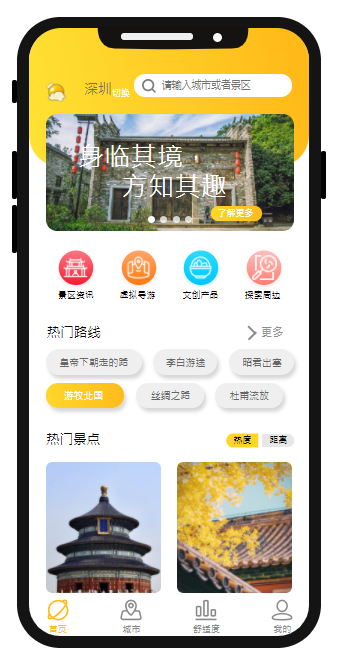 深圳 切换 请输入城市或者景区
身临其境
方知其趣
了解更多
景区资讯 虚拟导游 文创产品 探索周边
热门路线 更多
皇帝下朝走的路 李白游途 昭君出塞
游牧北国 丝绸之路 杜甫流放
热门景点 热度 距离
首页 城市 舒适度 我的